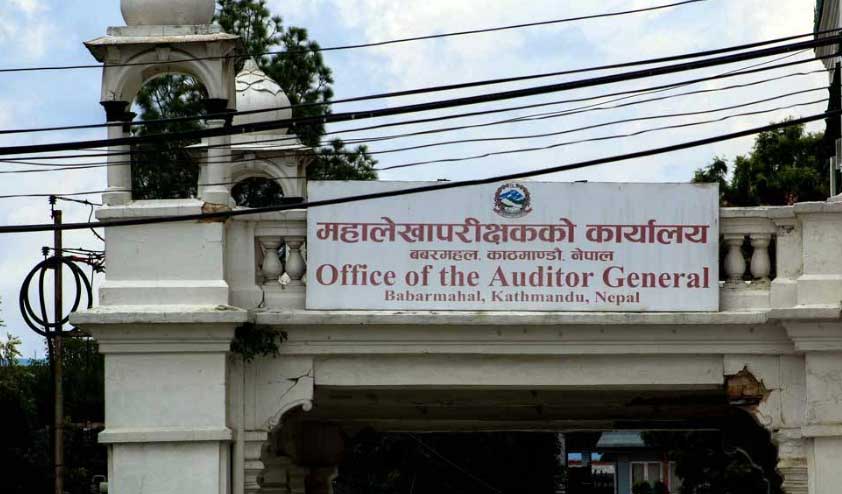 महालेखापरीक्षकको कार्यालय
बबरमहल, काठमाण्डौ, नेपाल
Office of the Auditor General
Babarmahal, Kathmandu, Nepal